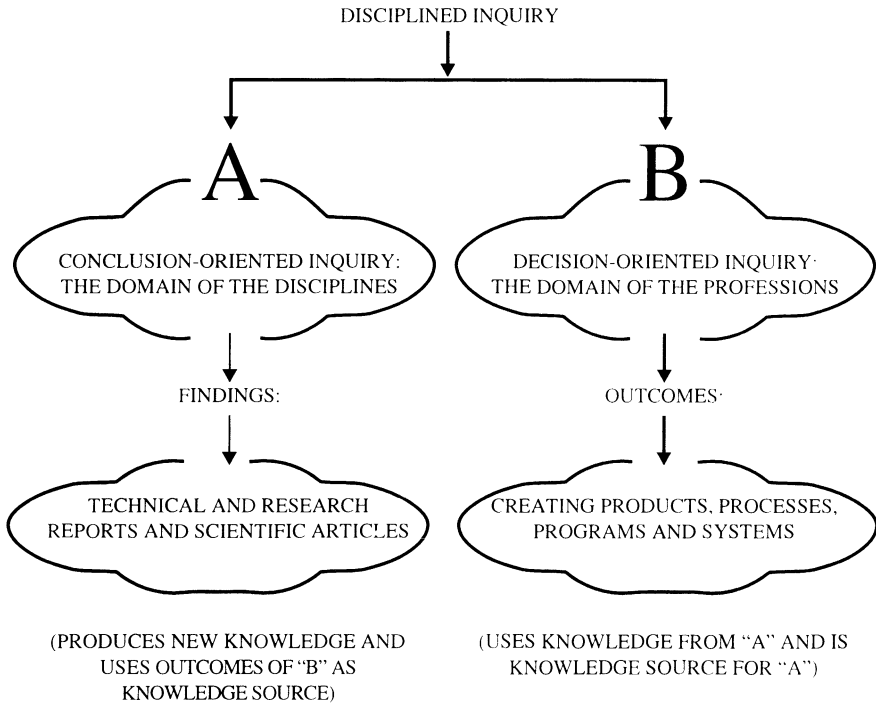 DISCIPLINED INQUIRY
A
CONCLUSION-ORIENTED INQUIRY:
THE DOMAIN OF THE DISCIPLINES
FINDINGS:
TECHNICAL AND RESEARCH
REPORTS AND SCIENTIFIC ARTICLES
(PRODUCES NEW KNOWLEDGE AND
USES OUTCOMES OF “B” AS
KNOWLEDGE SOURCE)
B
DECISION-ORIENTED INQUIRY:
THE DOMAIN OF THE PROFESSIONS
OUTCOMES:
CREATING PRODUCTS, PROCESSES,
PROGRAMS AND SYSTEMS
(USES KNOWLEDGE FROM “A” AND IS
KNOWLEDGE SOURCE FOR “A”)